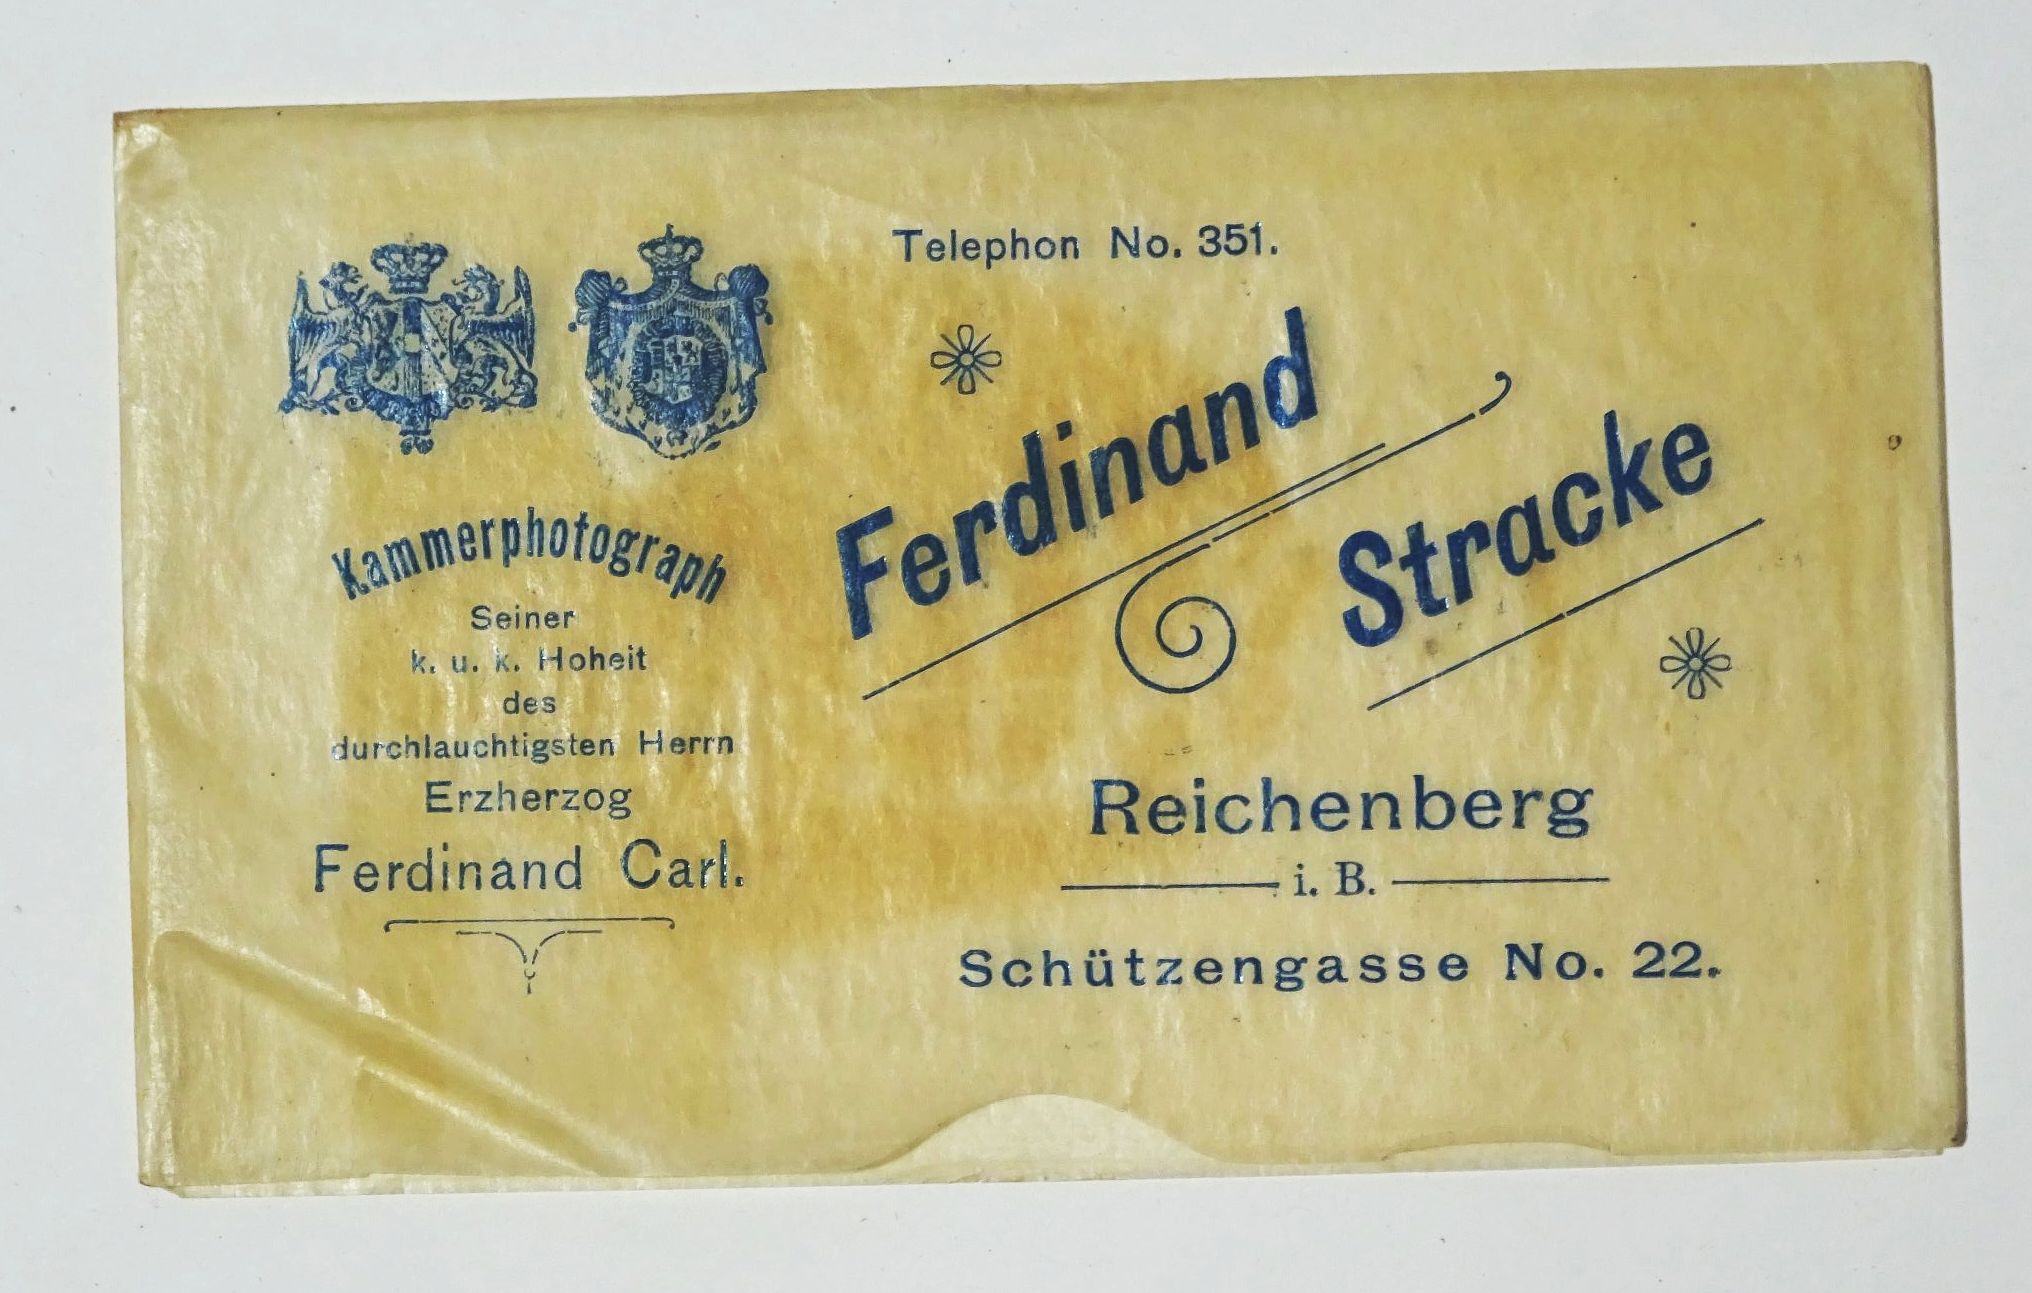 Kammerphotograph
Seiner
k. u. k. Hoheit
des
durchlauchtigsten Herrn
Erzherzog
Ferdinand Carl.
Telephon No. 351.
Ferdinand
Stracke
Reichenberg
i. B.
Schützengasse No. 22.